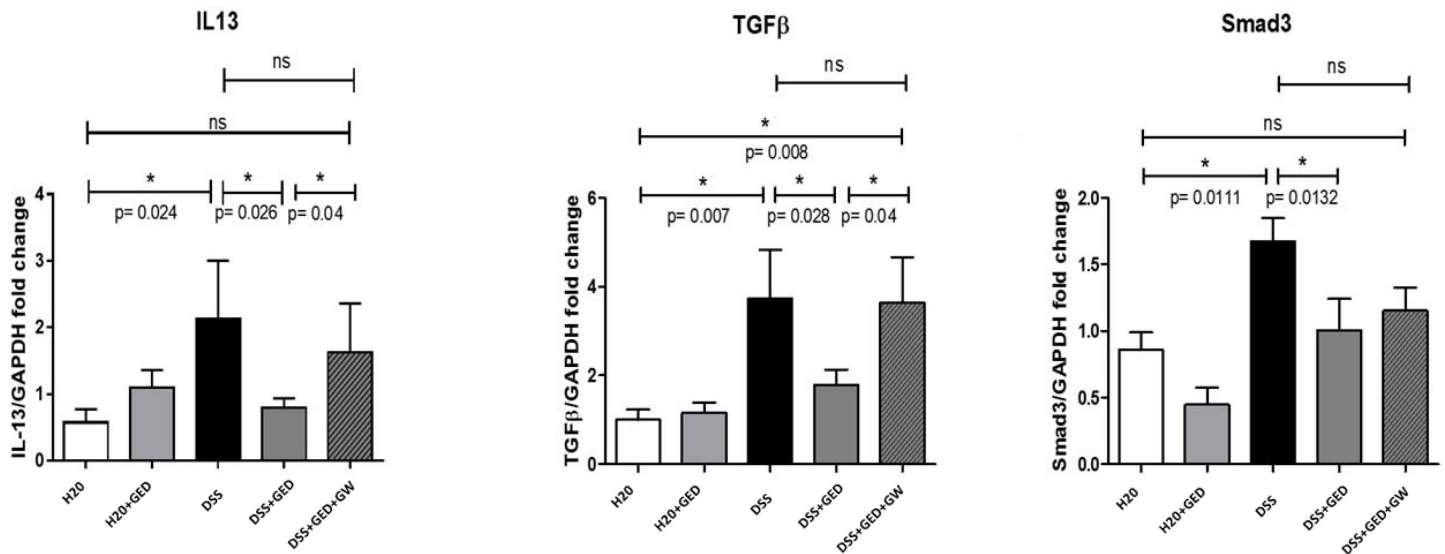 IL13
ns
ns
* * *
p= 0.024 p= 0.026 p= 0.04
IL-13/GAPDH fold change
4
3
2
1
0
H20
H20+GED
DSS
DSS+GED
DSS+GED+GW
TGFβ
ns
*
p= 0.008
* * *
p= 0.007 p= 0.028 p= 0.04
TGFβ/GAPDH fold change
6
4
2
0
H20
H20+GED
DSS
DSS+GED
DSS+GED+GW
Smad3
ns
ns
* *
p= 0.0111 p= 0.0132
Smad3/GAPDH fold change
2.0
1.5
1.0
0.5
0.0
H20
H20+GED
DSS
DSS+GED
DSS+GED+GW